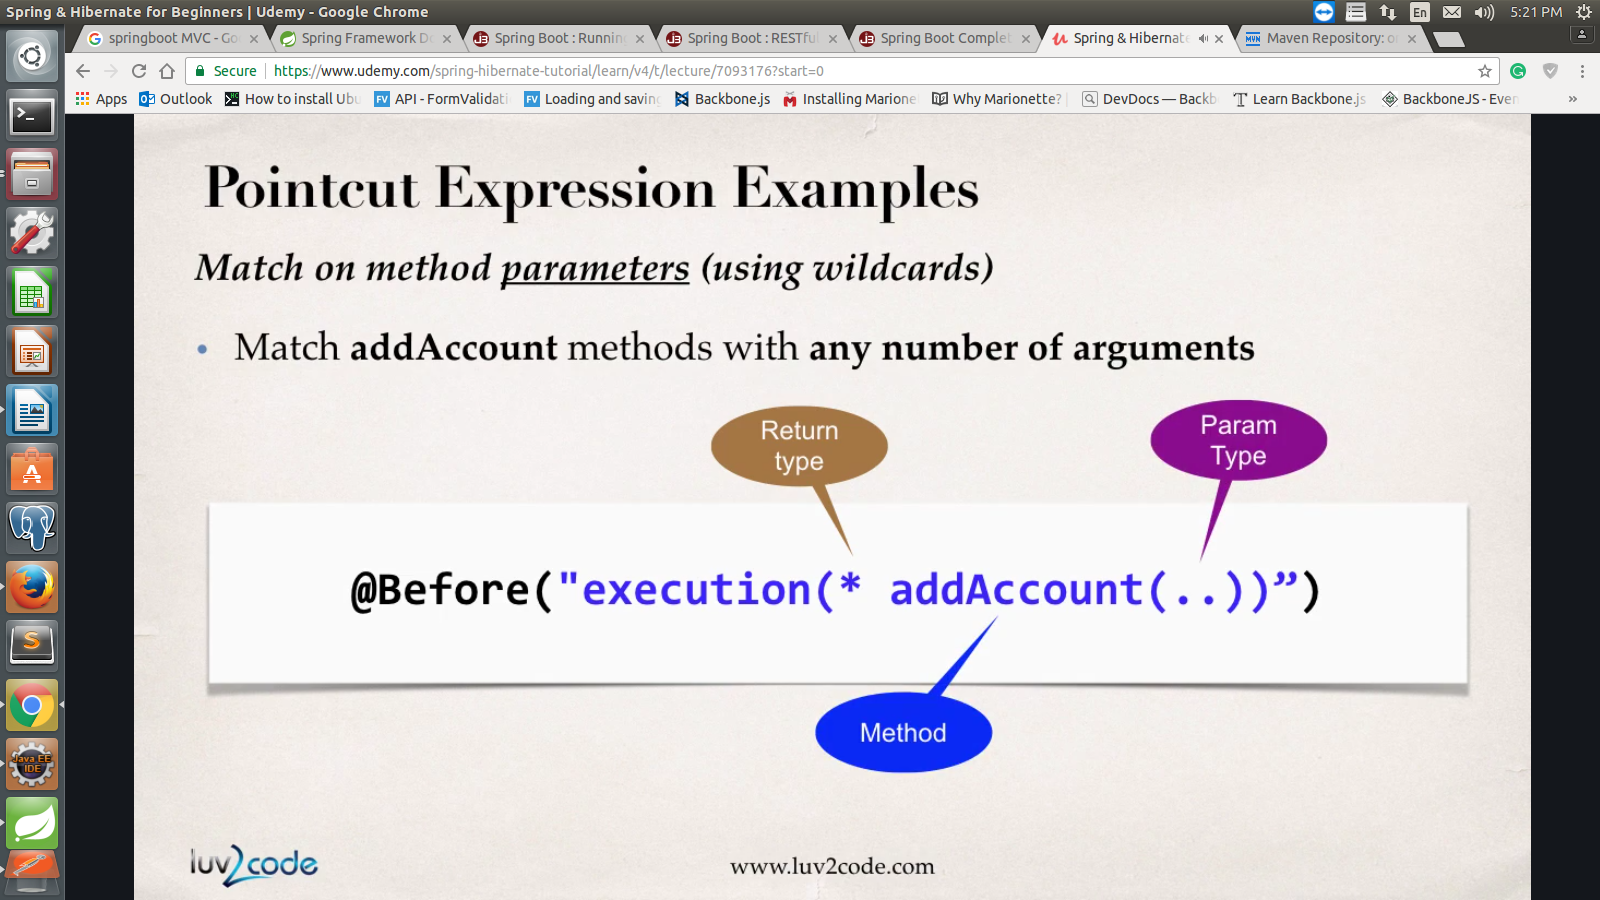 Spring & Hibernate for Beginners | Udemy - Google Chrome
En
5:21 PM
springboot MVC - Go
Spring Framework Do
Spring Boot : Runnin
Spring Boot : RESTfu
Spring Boot Complet
Spring & Hibernate
Maven Repository: o
Secure
https://www.udemy.com/spring-hibernate-tutorial/learn/v4/t/lecture/7093176?start=0
Apps
Outlook
How to install Ubu
API - FormValidati
Loading and saving
Backbone.js
Installing Marione
Why Marionette?
DevDocs — Backb
Learn Backbone.js
BackboneJS - Even
»
Pointcut Expression Examples
Match on method parameters (using wildcards)
• Match addAccount methods with any number of arguments
Return
type
Param
Type
@Before("execution(* addAccount(..))”)
Method
Java EE
IDE
luv2code
www.luv2code.com